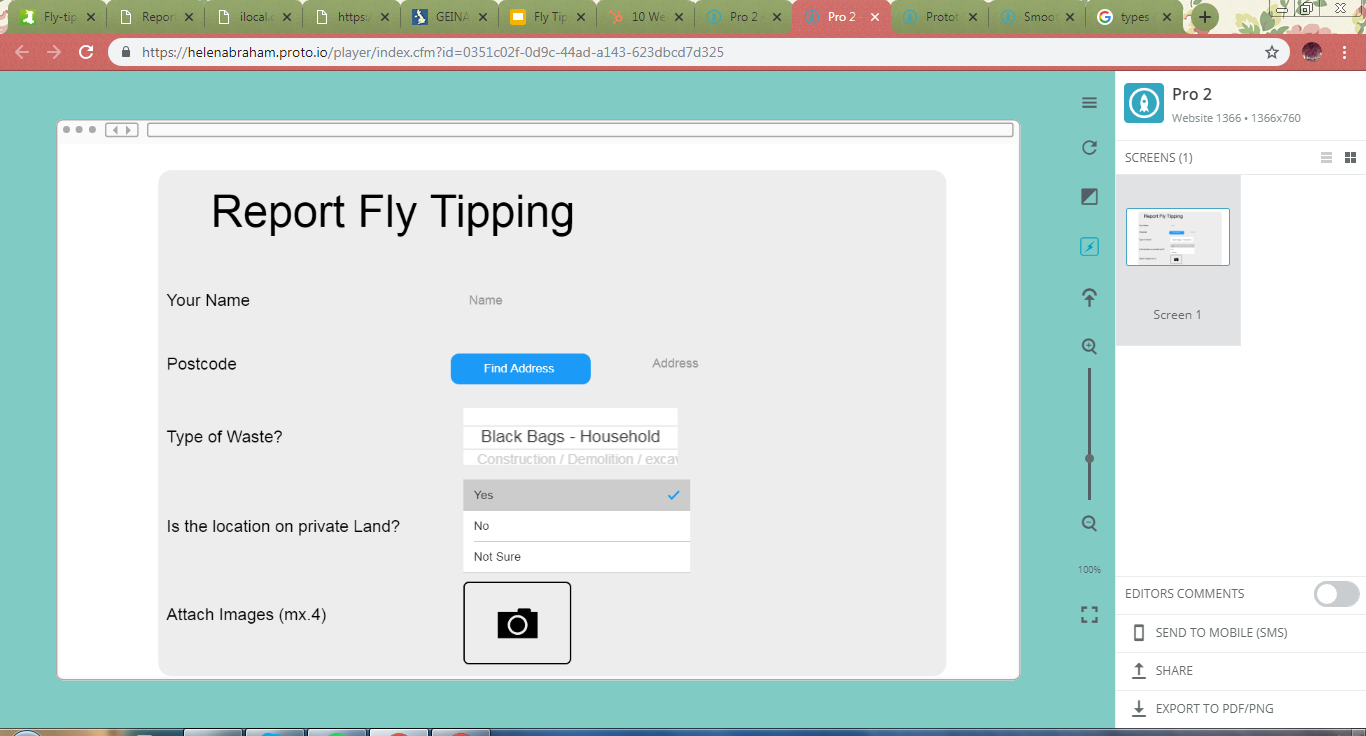 Fly-tip
Report
ilocal.c
https:/
GEINA
Fly Tip
10 We
Pro 2
Pro 2 -
Protot
Smoo
types
https://helenabraham.proto.io/player/index.cfm?id=0351c02f-0d9c-44ad-a143-623dbcd7d325
Pro 2
Website 1366 • 1366x760
SCREENS (1)
Screen 1
Report Fly Tipping
Your Name
Name
Postcode
Find Address
Address
Type of Waste?
Black Bags - Household
Construction / Demolition / excav
Is the location on private Land?
Yes
No
Not Sure
Attach Images (mx.4)
100%
EDITORS COMMENTS
SEND TO MOBILE (SMS)
SHARE
EXPORT TO PDF/PNG